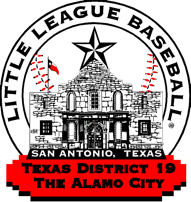 LITTLE LEAGUE BASEBALL ®
SAN ANTONIO, TEXAS
TEXAS DISTRICT 19
THE ALAMO CITY